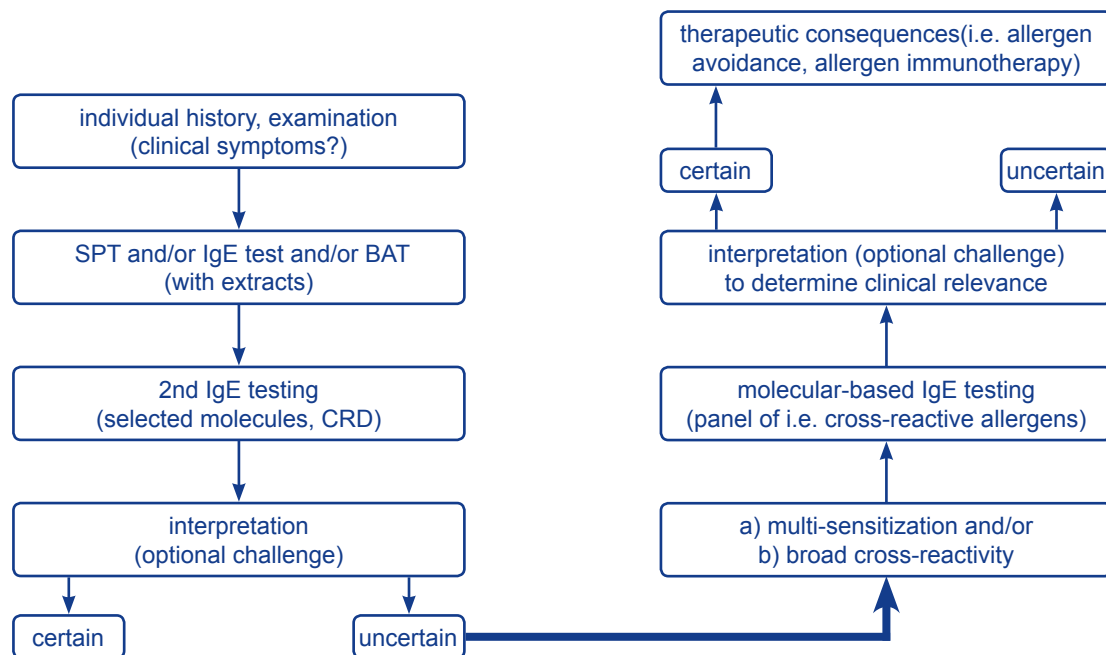 individual history, examination
(clinical symptoms?)
SPT and/or IgE test and/or BAT
(with extracts)
2nd IgE testing
(selected molecules, CRD)
interpretation
(optional challenge)
certain
uncertain
therapeutic consequences(i.e. allergen
avoidance, allergen immunotherapy)
certain
uncertain
interpretation (optional challenge)
to determine clinical relevance
molecular-based IgE testing
(panel of i.e. cross-reactive allergens)
a) multi-sensitization and/or
b) broad cross-reactivity